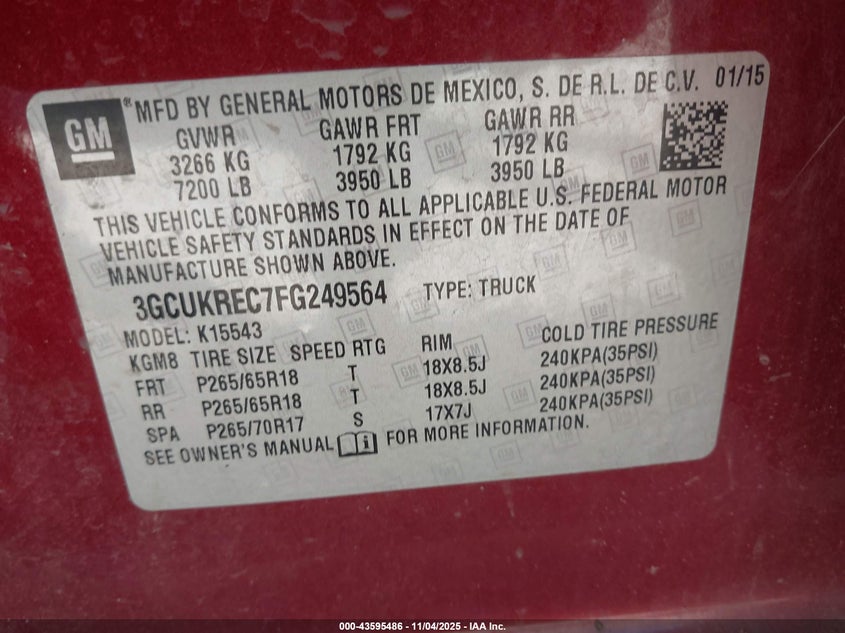 GM ® MFD BY GENERAL MOTORS DE MEXICO, S. DE R.L. DE C.V. 01/15
GVWR GAWR FRT GAWR RR
3266 KG 1792 KG 1792 KG
7200 LB 3950 LB 3950 LB
THIS VEHICLE CONFORMS TO ALL APPLICABLE U.S. FEDERAL MOTOR
VEHICLE SAFETY STANDARDS IN EFFECT ON THE DATE OF
MANUFACTURE SHOWN ABOVE.
3GCUKREC7FG249564 TYPE: TRUCK
MODEL: K15543
KGM8 TIRE SIZE SPEED RTG RIM COLD TIRE PRESSURE
FRT P265/65R18 T 18X8.5J 240KPA(35PSI)
RR P265/65R18 T 18X8.5J 240KPA(35PSI)
SPA P265/70R17 S 17X7J 240KPA(35PSI)
SEE OWNER'S MANUAL i FOR MORE INFORMATION.
000-43595486 - 11/04/2025 - IAA Inc.